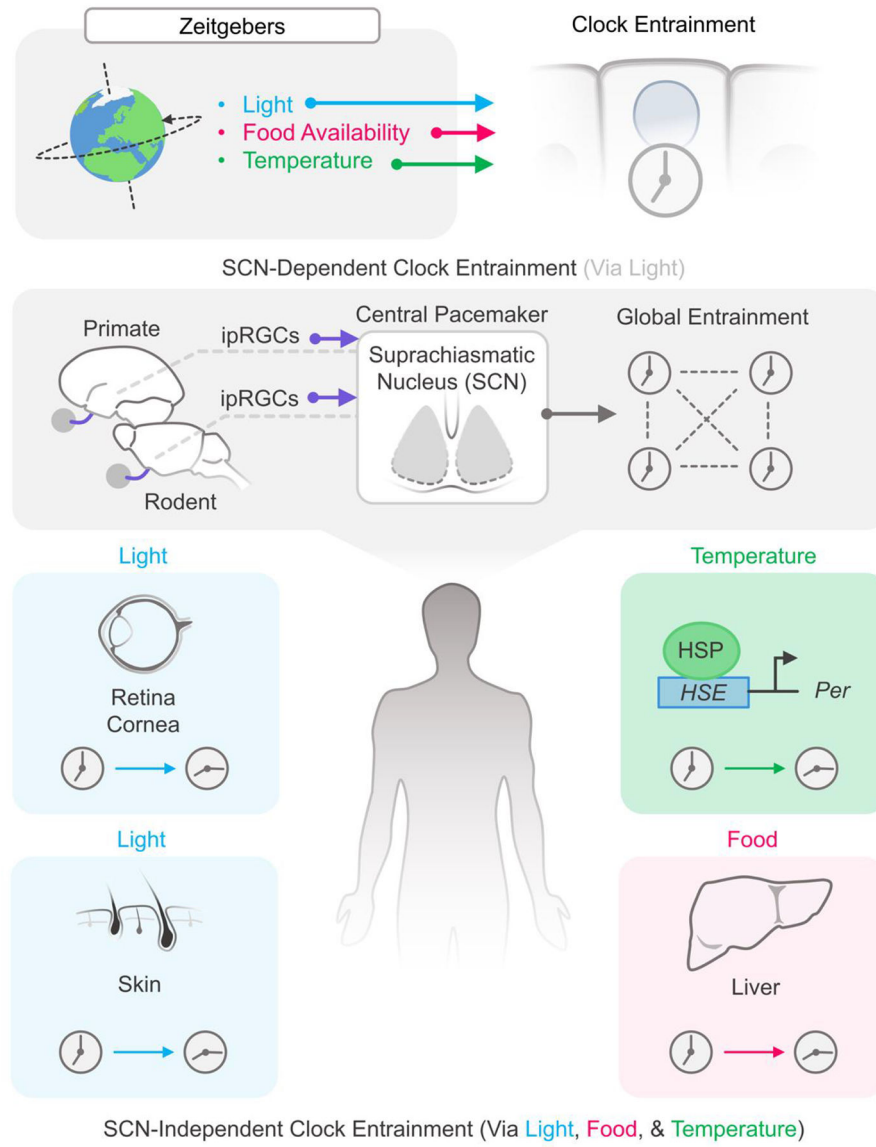 Zeitgebers
Clock Entrainment
• Light
• Food Availability
• Temperature
SCN-Dependent Clock Entrainment (Via Light)
Primate
ipRGCs
ipRGCs
Rodent
Central Pacemaker
Suprachiasmatic
Nucleus (SCN)
Global Entrainment
Light
Retina
Cornea
Temperature
HSP
HSE
Per
Light
Skin
Food
Liver
SCN-Independent Clock Entrainment (Via Light, Food, & Temperature)